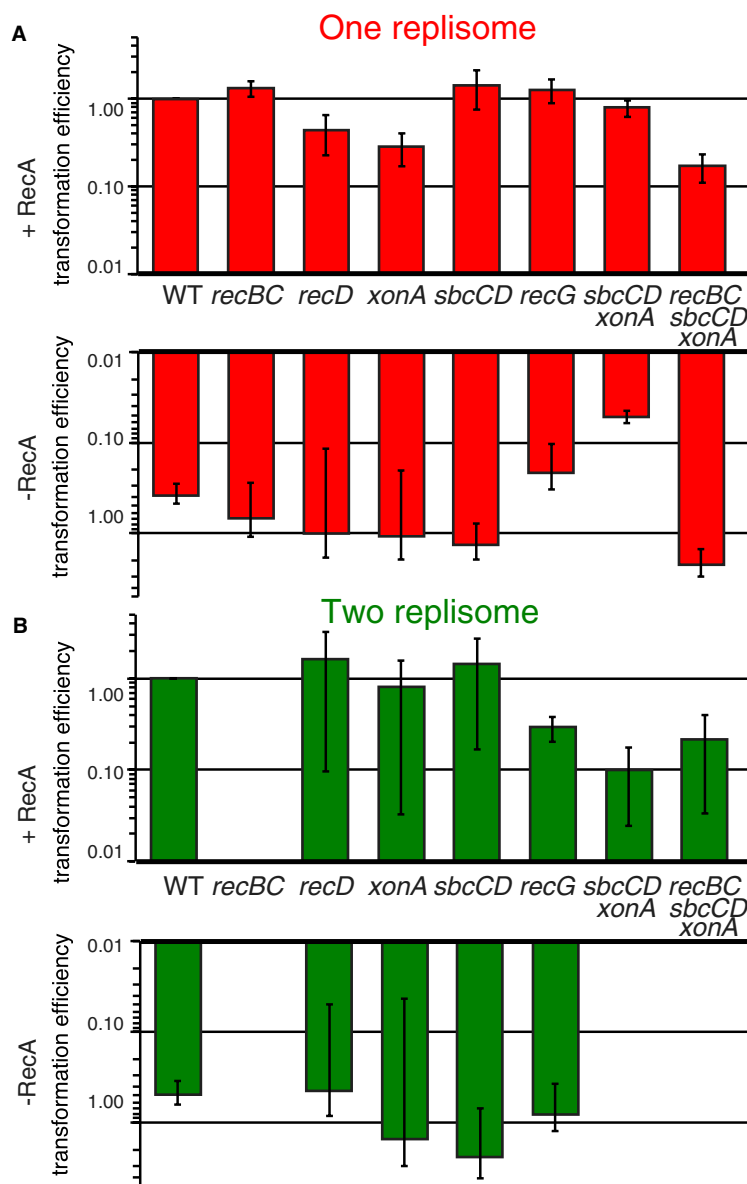 A
One replisome
+ RecA
transformation efficiency
1.00
0.10
0.01
WT recBC recD xonA sbcCD recG sbcCD recBC
xonA sbcCD
xonA
-RecA
transformation efficiency
0.01
0.10
1.00
B
Two replisome
+ RecA
transformation efficiency
1.00
0.10
0.01
WT recBC recD xonA sbcCD recG sbcCD recBC
xonA sbcCD
xonA
-RecA
transformation efficiency
0.01
0.10
1.00